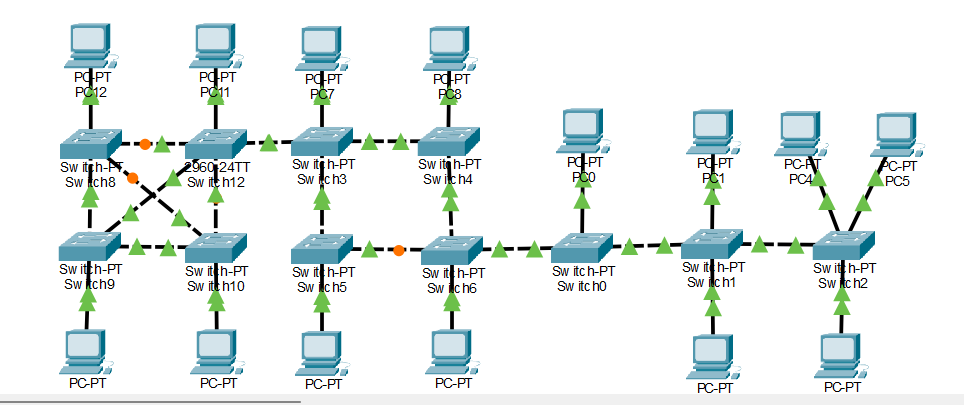 PC-PT
PC12
PC-PT
PC11
PC-PT
PC7
PC-PT
PC8
PC-PT
PC0
PC-PT
PC1
PC-PT
PC4
PC-PT
PC5
Switch-PT
Switch8
2960-24TT
Switch12
Switch-PT
Switch3
Switch-PT
Switch4
Switch-PT
Switch9
Switch-PT
Switch10
Switch-PT
Switch5
Switch-PT
Switch6
Switch-PT
Switch0
Switch-PT
Switch1
Switch-PT
Switch2
PC-PT
PC-PT
PC-PT
PC-PT
PC-PT
PC-PT